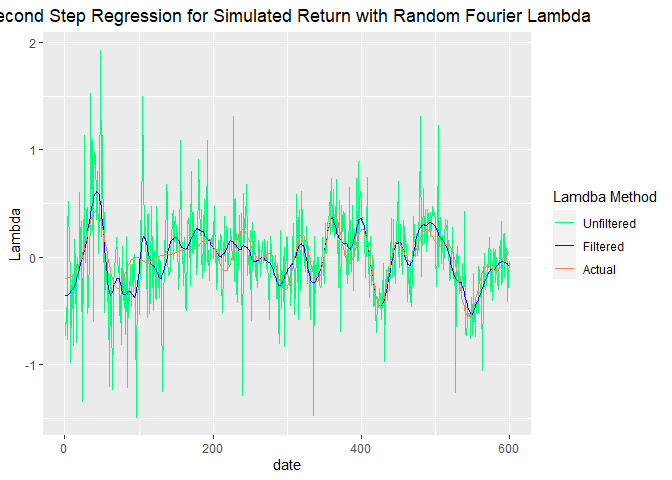 econd Step Regression for Simulated Return with Random Fourier Lambda
2
1
0
-1
Lambda
0
200
400
600
date
Lamdba Method
Unfiltered
Filtered
Actual